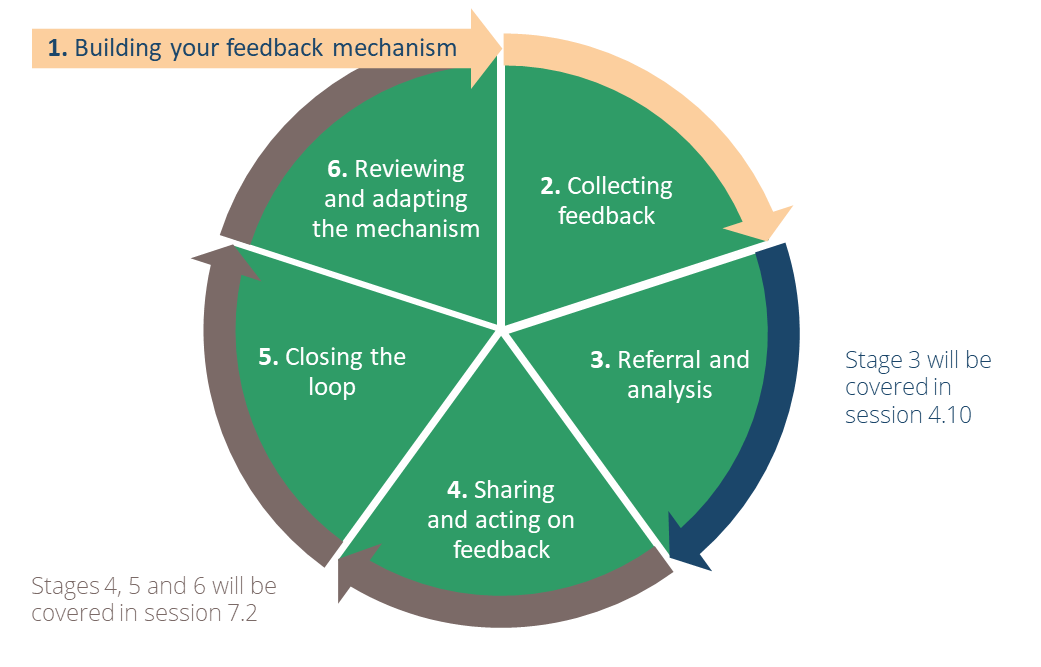 1. Building your feedback mechanism
6. Reviewing
and adapting
the mechanism
2. Collecting
feedback
5. Closing the
loop
3. Referral and
analysis
Stage 3 will be
covered in
session 4.10
4. Sharing
and acting on
feedback
Stages 4, 5 and 6 will be
covered in session 7.2